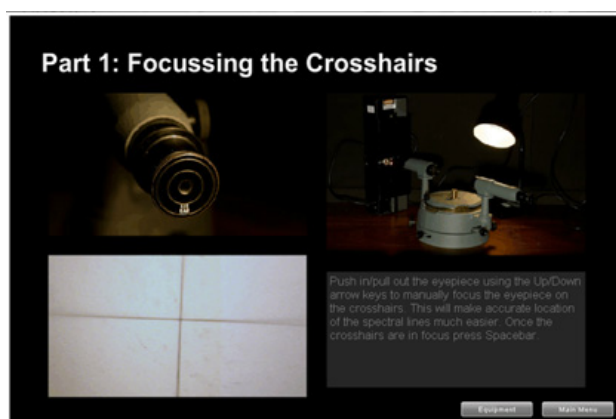 Part 1: Focussing the Crosshairs
Push in/pull out the eyepiece using the Up/Down
arrow keys to manually focus the eyepiece on
the crosshairs. This will make accurate location
of the spectral lines much easier. Once the
crosshairs are in focus press Spacebar.
Equipment
Main Menu